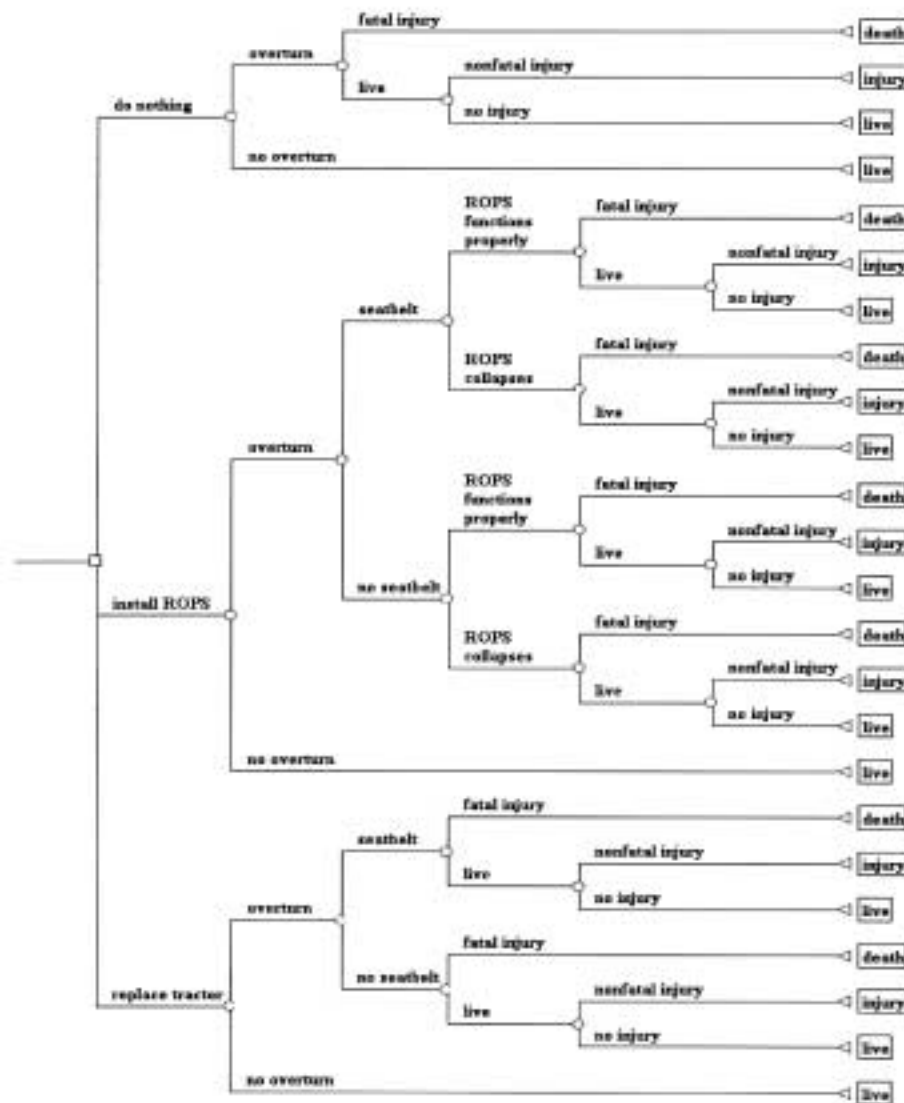 fatal injury
death
overturn
nonfatal injury
injury
live
do nothing
no injury
live
no overturn
live
ROPS
functions
properly
fatal injury
death
nonfatal injury
injury
live
no injury
live
seatbelt
fatal injury
death
ROPS
collapses
nonfatal injury
injury
live
no injury
live
overturn
ROPS
functions
properly
fatal injury
death
nonfatal injury
injury
live
no injury
live
no seatbelt
install ROPS
fatal injury
death
ROPS
collapses
nonfatal injury
injury
live
no injury
live
no overturn
live
fatal injury
death
seatbelt
nonfatal injury
injury
live
no injury
live
overturn
fatal injury
death
no seatbelt
replace tractor
nonfatal injury
injury
live
no injury
live
no overturn
live